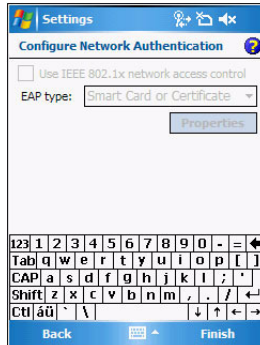 Settings
Configure Network Authentication
Use IEEE 802.1x network access control
EAP type: Smart Card or Certificate
Properties
123 1 2 3 4 5 6 7 8 9 0 - =
Tab q w e r t y u i o p [ ]
CAP a s d f g h j k l ; '
Shift z x c v b n m , . /
Ctl áü ` \
Back Finish